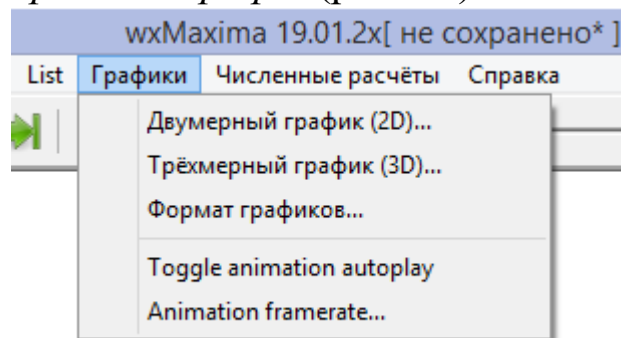 wxMaxima 19.01.2x[ не сохранено* ]
List Графики Численные расчёты Справка
Двумерный график (2D)...
Трёхмерный график (3D)...
Формат графиков...
Toggle animation autoplay
Animation framerate...